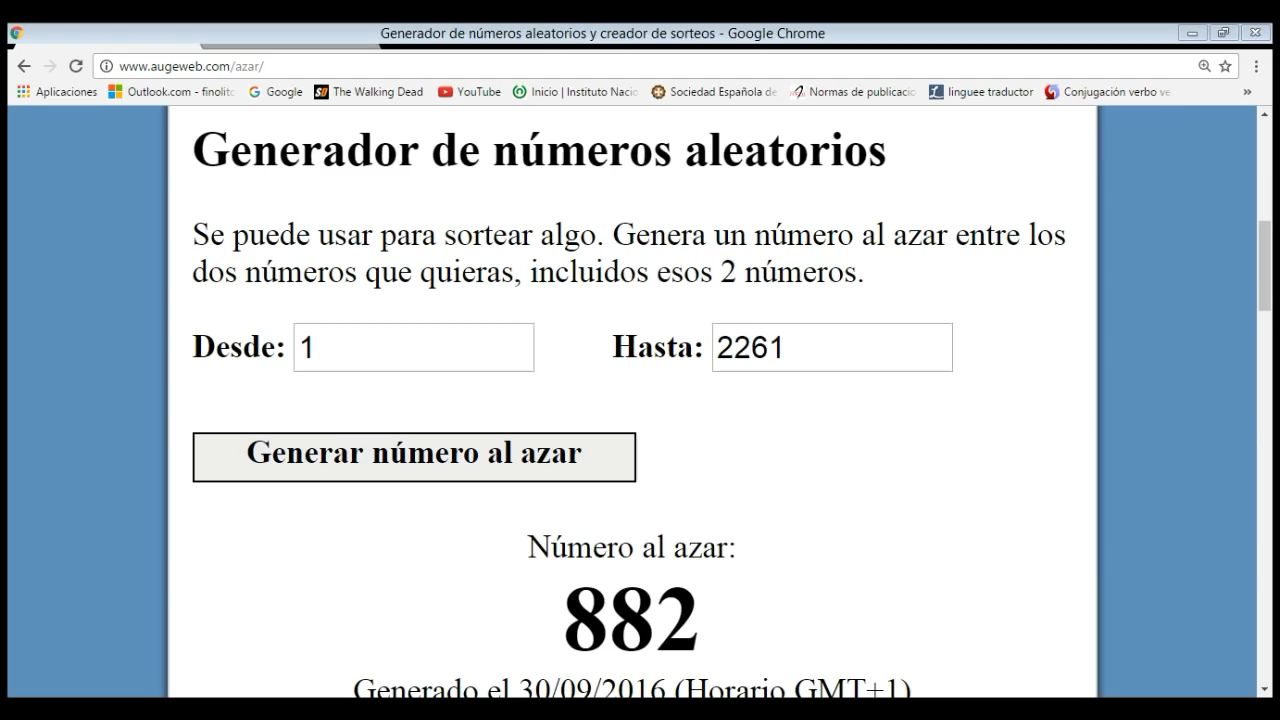 Generador de números aleatorios y creador de sorteos - Google Chrome
www.augeweb.com/azar/
Aplicaciones Outlook.com - finolito Google The Walking Dead YouTube Inicio | Instituto Nacio Sociedad Española de Normas de publicacio linguee traductor Conjugación verbo ve »
Generador de números aleatorios
Se puede usar para sortear algo. Genera un número al azar entre los
dos números que quieras, incluidos esos 2 números.
Desde: 1 Hasta: 2261
Generar número al azar
Número al azar:
882
Generado el 30/09/2016 (Horario GMT+1)